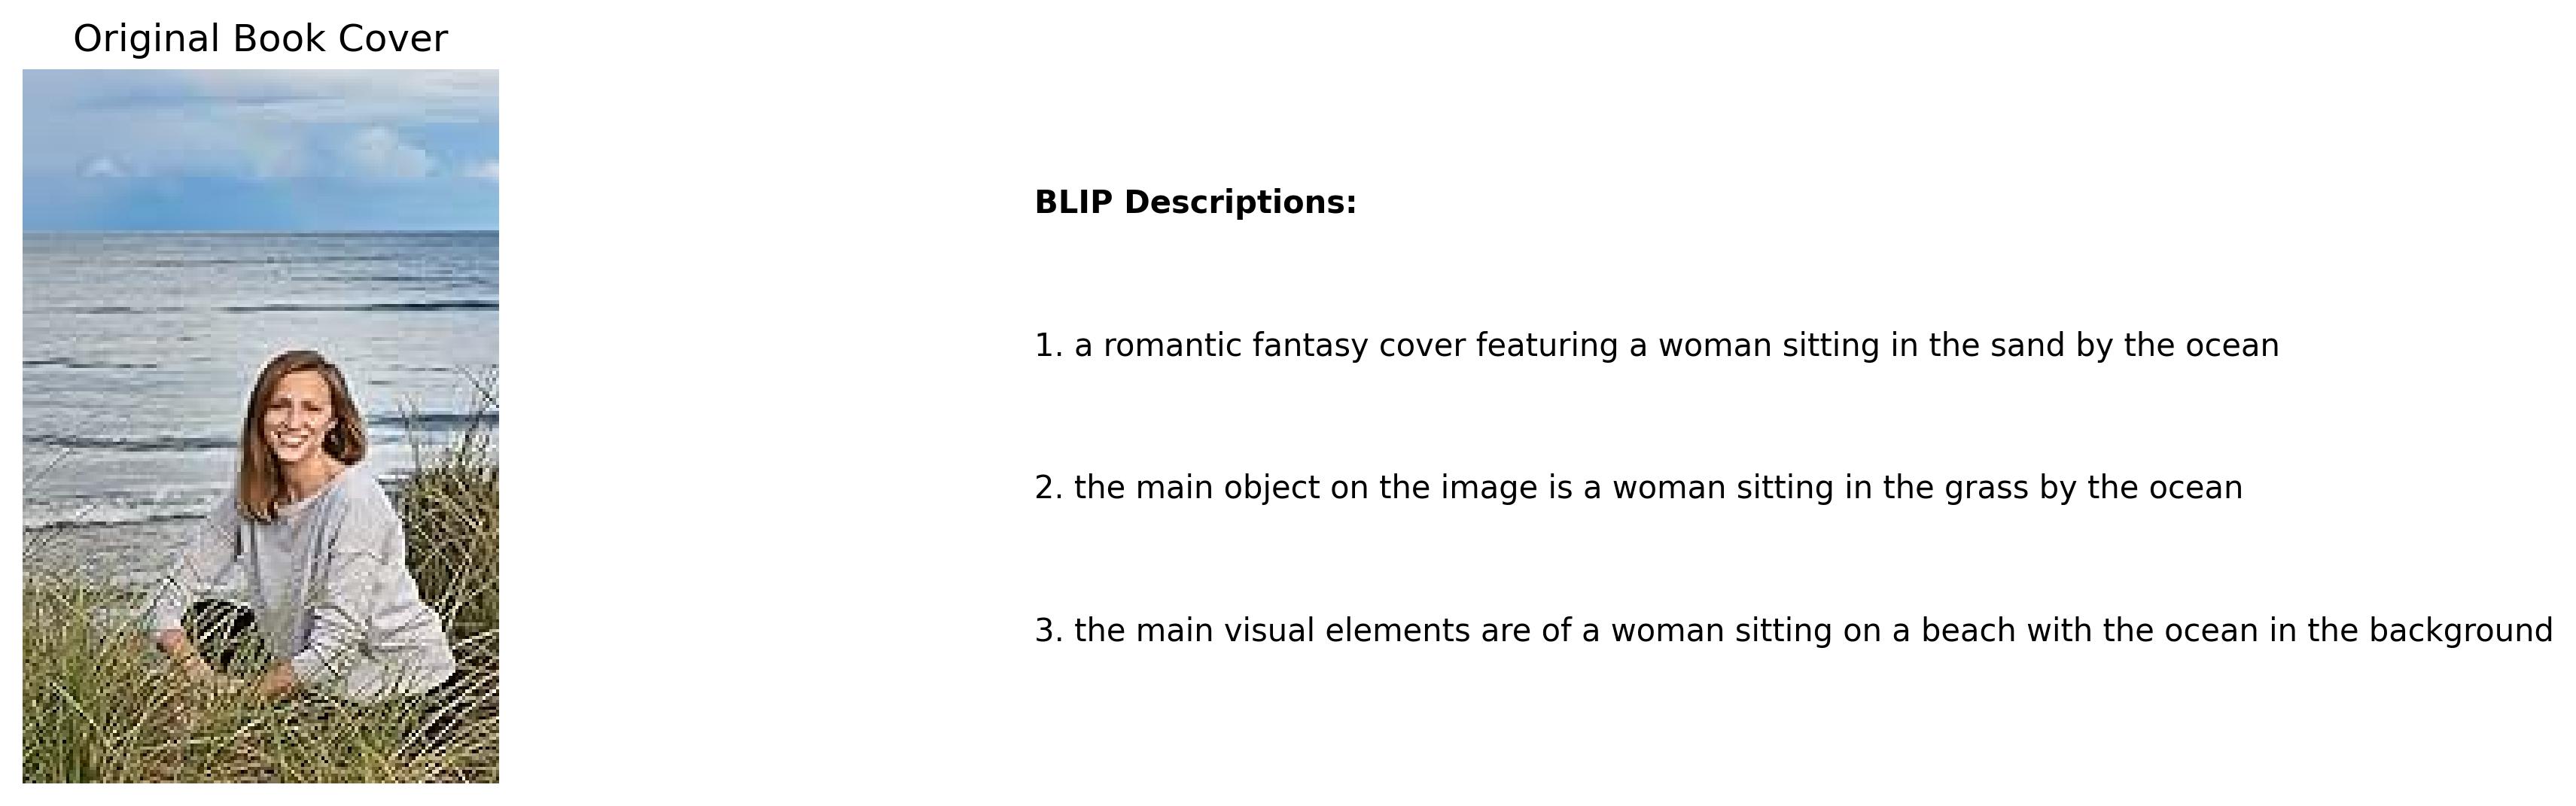 Original Book Cover
BLIP Descriptions:
1. a romantic fantasy cover featuring a woman sitting in the sand by the ocean
2. the main object on the image is a woman sitting in the grass by the ocean
3. the main visual elements are of a woman sitting on a beach with the ocean in the background